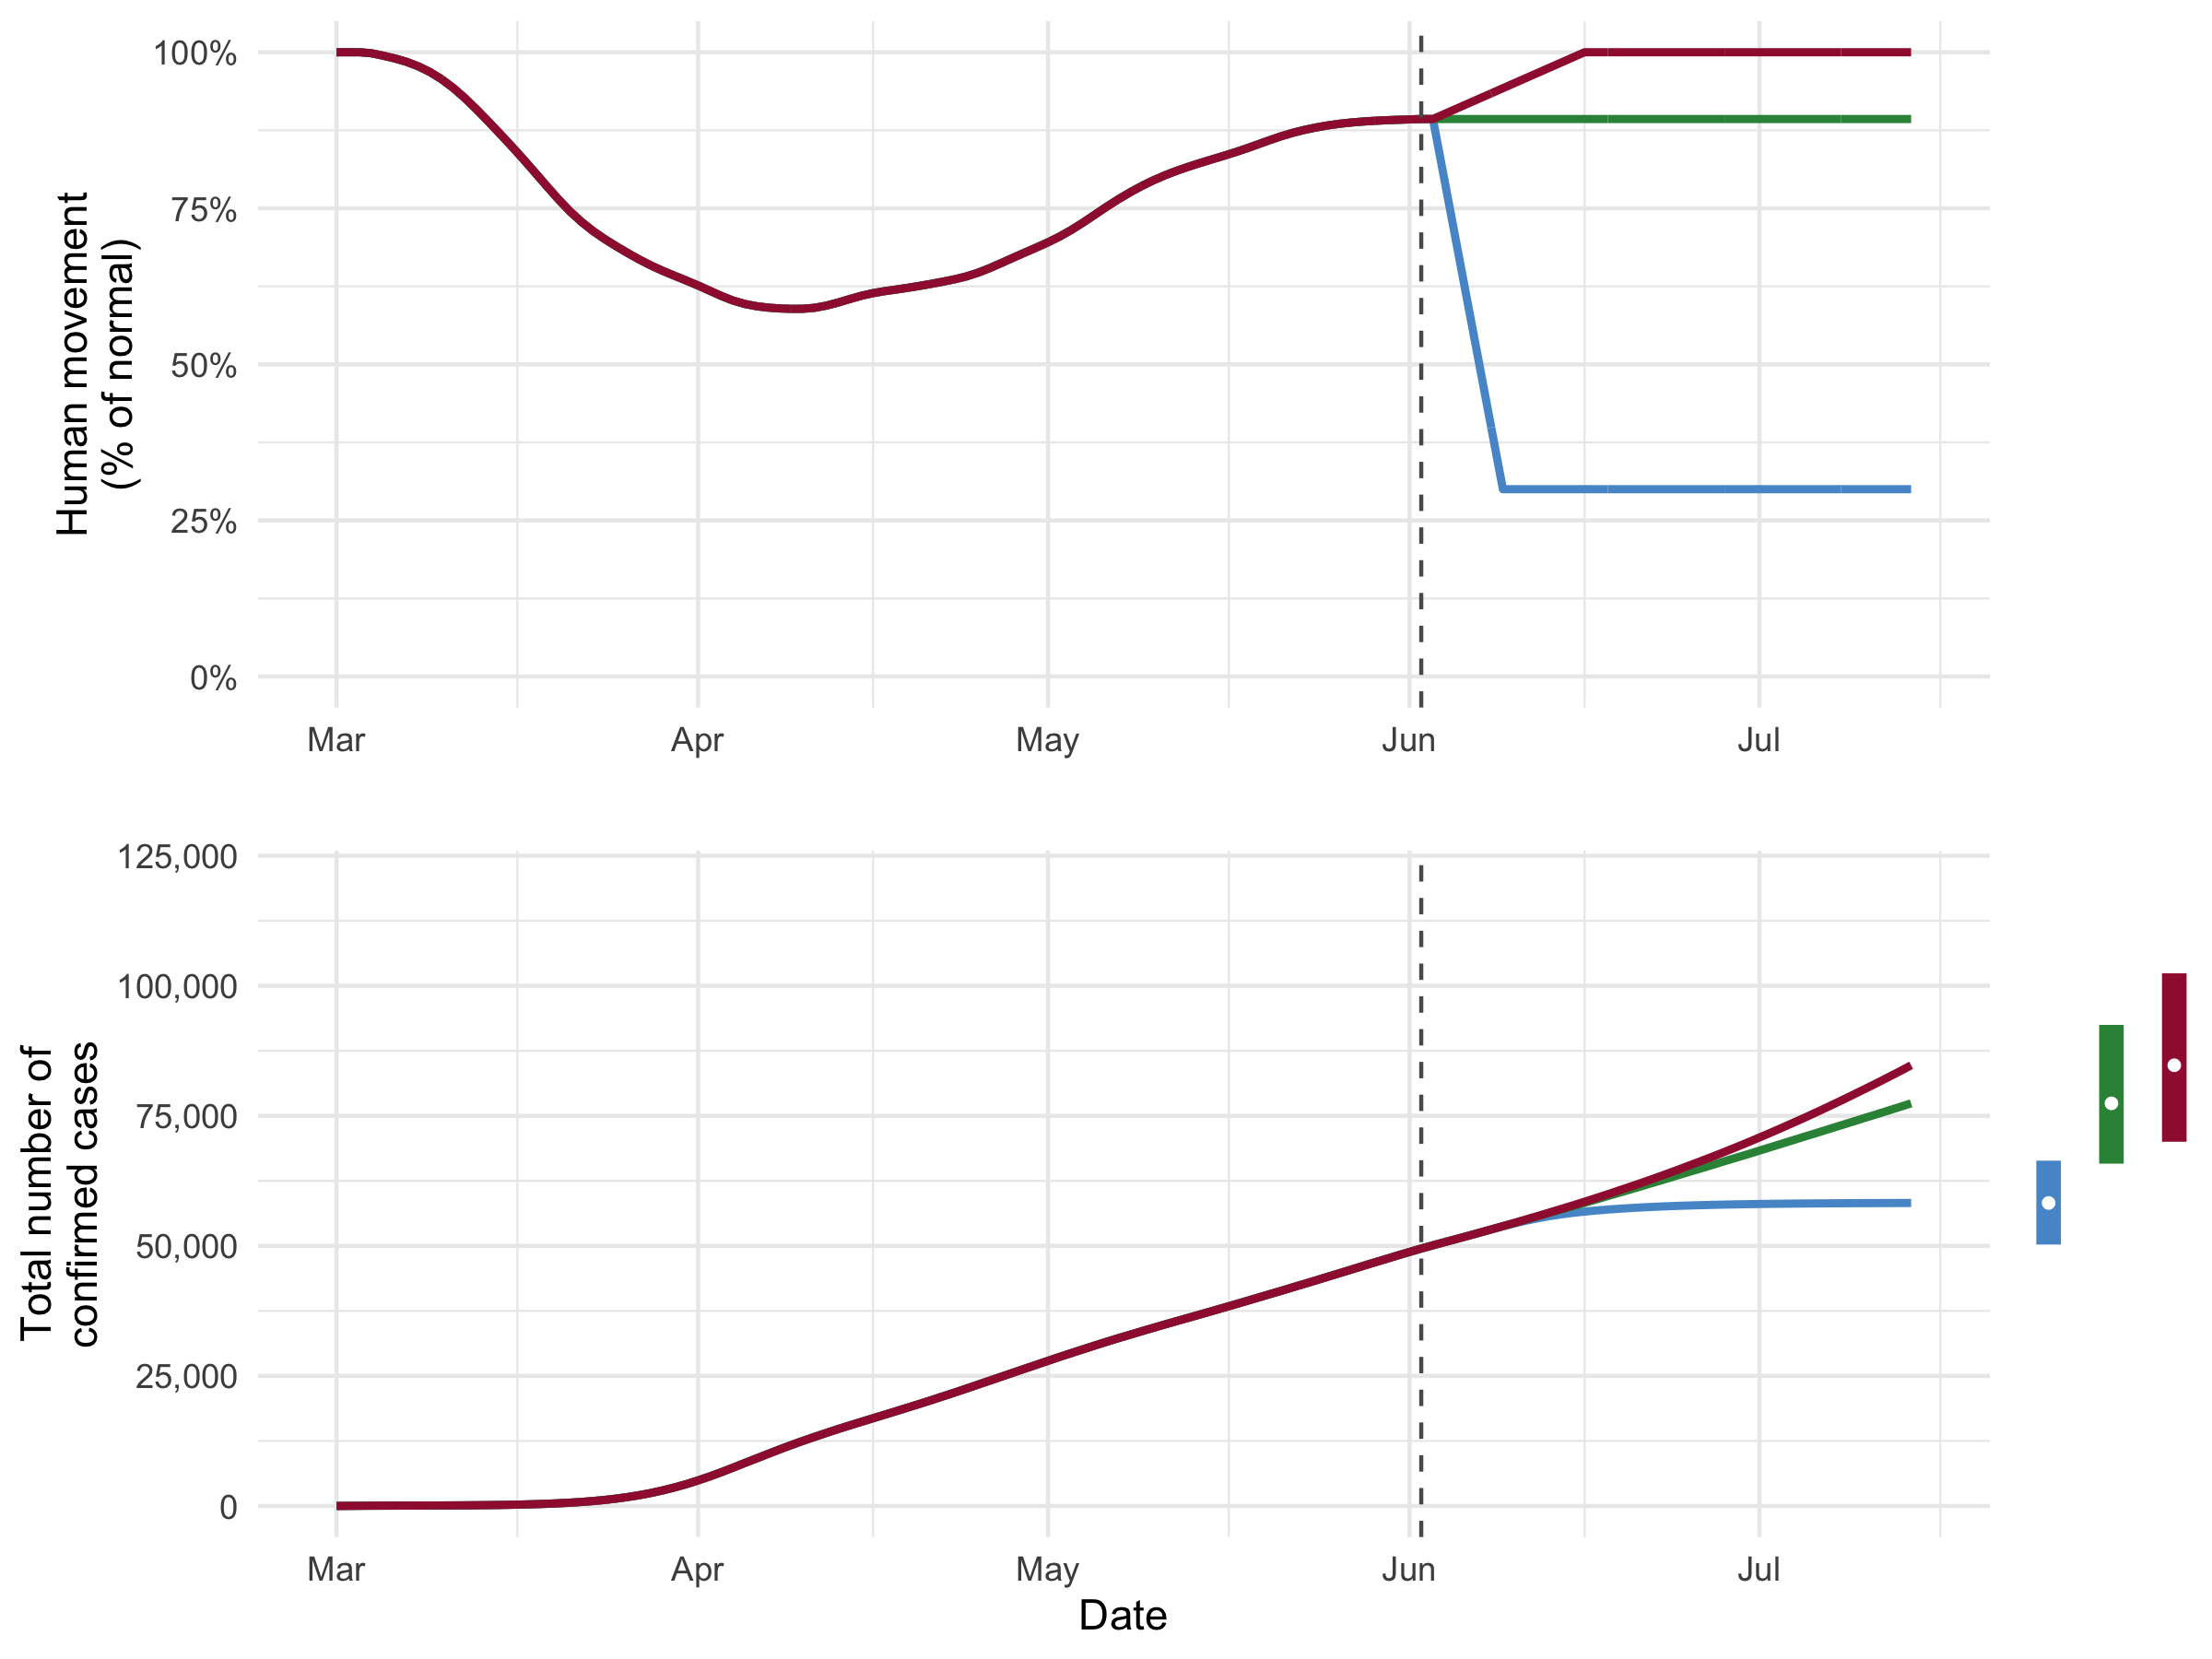 Human movement
(% of normal)
100%
75%
50%
25%
0%
Mar Apr May Jun Jul
Total number of
confirmed cases
125,000
100,000
75,000
50,000
25,000
0
Mar Apr May Jun Jul
Date